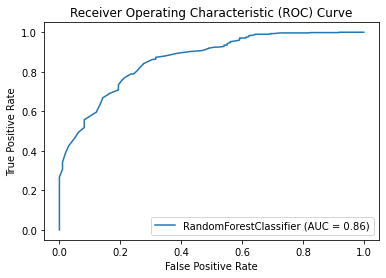 Receiver Operating Characteristic (ROC) Curve
1.0
0.8
0.6
0.4
0.2
0.0
True Positive Rate
RandomForestClassifier (AUC = 0.86)
0.0 0.2 0.4 0.6 0.8 1.0
False Positive Rate